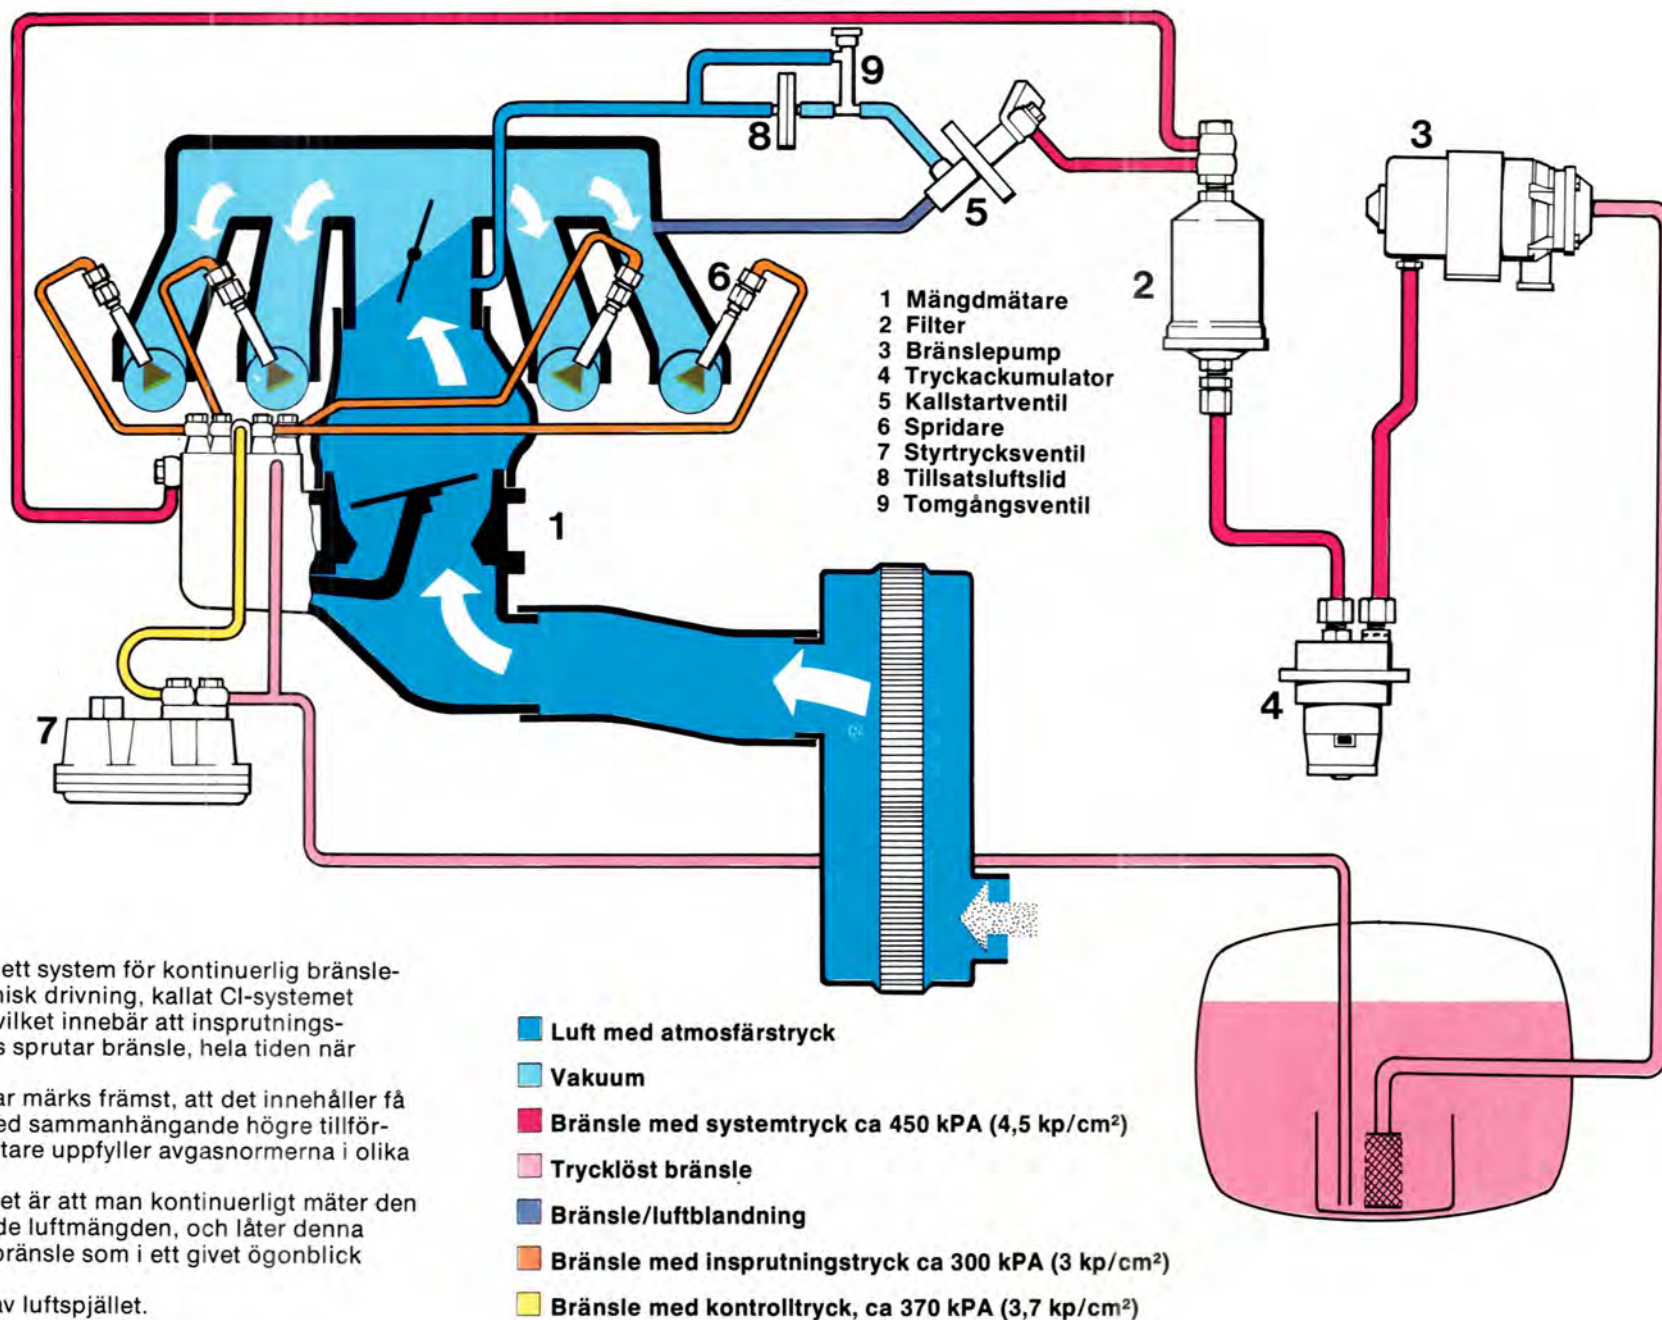 9
8
5
6
3
2
1 Mängdmätare
2 Filter
3 Bränslepump
4 Tryckackumulator
5 Kallstartventil
6 Spridare
7 Styrtrycksventil
8 Tillsatsluftslid
9 Tomgångsventil
1
4
7
ett system för kontinuerlig bränsle-
nisk drivning, kallat CI-systemet
vilket innebär att insprutnings-
s sprutar bränsle, hela tiden när
ar märks främst, att det innehåller få
ed sammanhängande högre tillför-
tare uppfyller avgasnormerna i olika
et är att man kontinuerligt mäter den
de luftmängden, och låter denna
bränsle som i ett givet ögonblick
av luftspjället.
Luft med atmosfärstryck
Vakuum
Bränsle med systemtryck ca 450 kPA (4,5 kp/cm²)
Trycklöst bränsle
Bränsle/luftblandning
Bränsle med insprutningstryck ca 300 kPA (3 kp/cm²)
Bränsle med kontrolltryck, ca 370 kPA (3,7 kp/cm²)